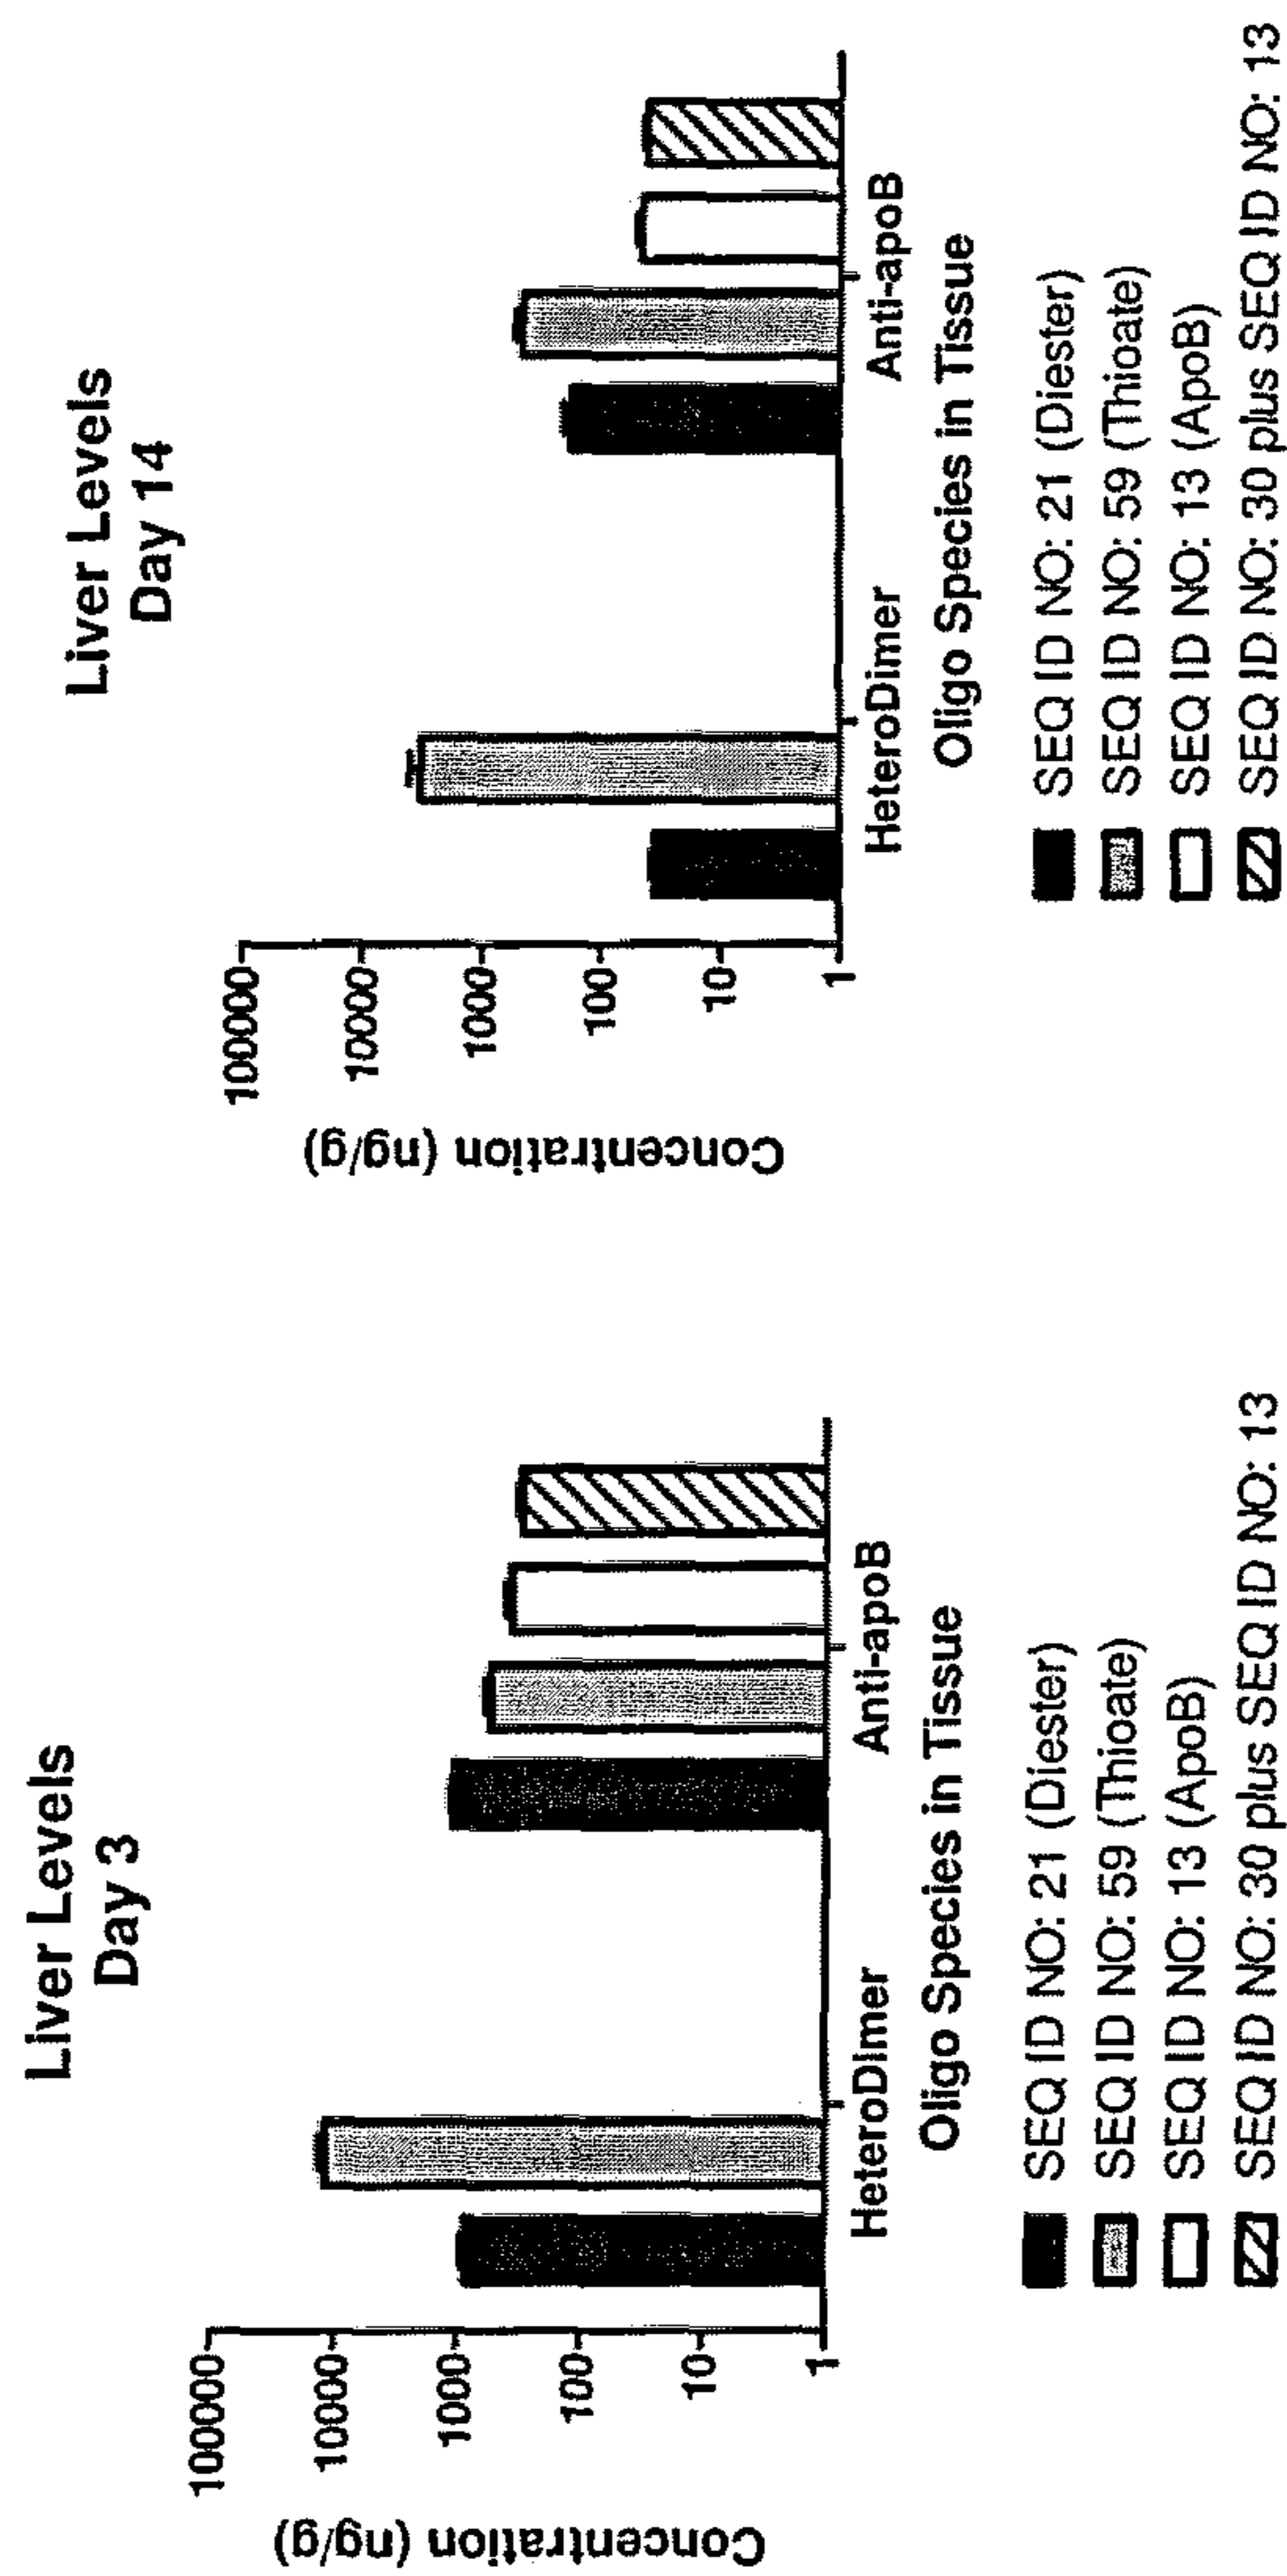 Liver Levels
Day 3
Concentration (ng/g)
100000
10000
1000
100
10
1
HeteroDimer
Anti-apoB
Oligo Species in Tissue
SEQ ID NO: 21 (Diester)
SEQ ID NO: 59 (Thioate)
SEQ ID NO: 13 (ApoB)
SEQ ID NO: 30 plus SEQ ID NO: 13
Liver Levels
Day 14
Concentration (ng/g)
100000
10000
1000
100
10
1
HeteroDimer
Anti-apoB
Oligo Species in Tissue
SEQ ID NO: 21 (Diester)
SEQ ID NO: 59 (Thioate)
SEQ ID NO: 13 (ApoB)
SEQ ID NO: 30 plus SEQ ID NO: 13